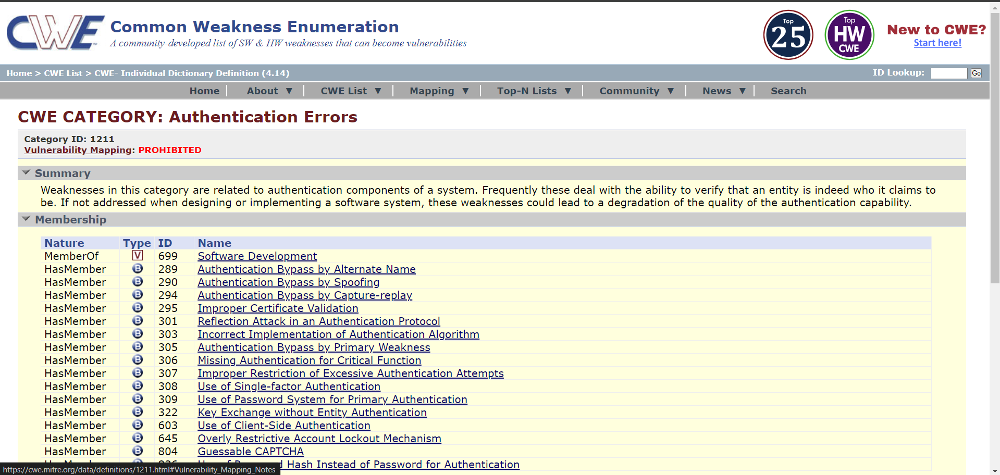 CWE Common Weakness Enumeration
A community-developed list of SW & HW weaknesses that can become vulnerabilities
Top 25
Top HW CWE
New to CWE?
Start here!
Home > CWE List > CWE- Individual Dictionary Definition (4.14)
ID Lookup: Go
Home About ▼ CWE List ▼ Mapping ▼ Top-N Lists ▼ Community ▼ News ▼ Search
CWE CATEGORY: Authentication Errors
Category ID: 1211
Vulnerability Mapping: PROHIBITED
Summary
Weaknesses in this category are related to authentication components of a system. Frequently these deal with the ability to verify that an entity is indeed who it claims to
be. If not addressed when designing or implementing a software system, these weaknesses could lead to a degradation of the quality of the authentication capability.
Membership
Nature Type ID Name
MemberOf V 699 Software Development
HasMember B 289 Authentication Bypass by Alternate Name
HasMember B 290 Authentication Bypass by Spoofing
HasMember B 294 Authentication Bypass by Capture-replay
HasMember B 295 Improper Certificate Validation
HasMember B 301 Reflection Attack in an Authentication Protocol
HasMember B 303 Incorrect Implementation of Authentication Algorithm
HasMember B 305 Authentication Bypass by Primary Weakness
HasMember B 306 Missing Authentication for Critical Function
HasMember B 307 Improper Restriction of Excessive Authentication Attempts
HasMember B 308 Use of Single-factor Authentication
HasMember B 309 Use of Password System for Primary Authentication
HasMember B 322 Key Exchange without Entity Authentication
HasMember B 603 Use of Client-Side Authentication
HasMember B 645 Overly Restrictive Account Lockout Mechanism
HasMember B 804 Guessable CAPTCHA
Hash Instead of Password for Authentication
https://cwe.mitre.org/data/definitions/1211.html#Vulnerability_Mapping_Notes